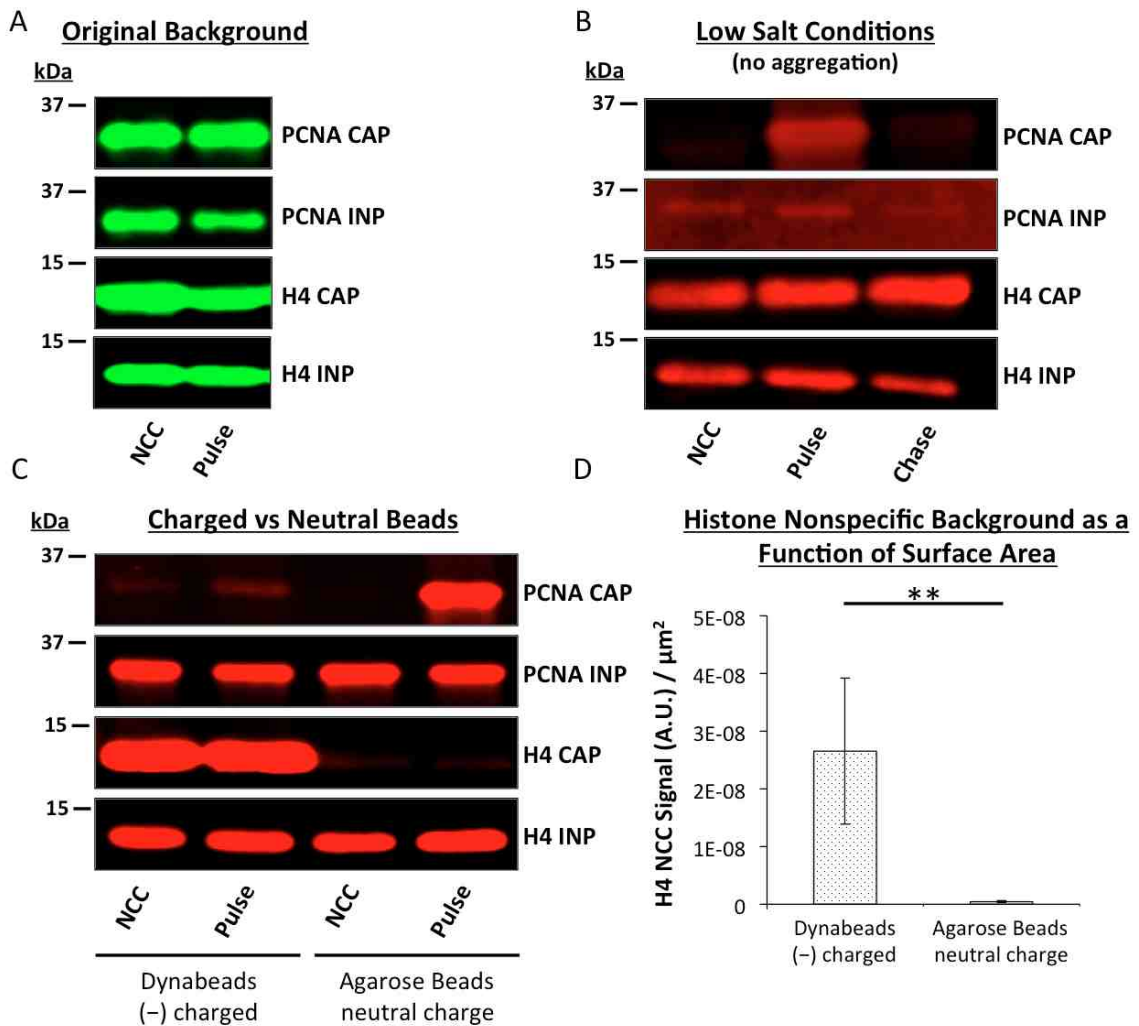 A
Original Background
kDa
37
PCNA CAP
37
PCNA INP
15
H4 CAP
15
H4 INP
NCC
Pulse
B
Low Salt Conditions
(no aggregation)
kDa
37
PCNA CAP
37
PCNA INP
15
H4 CAP
15
H4 INP
NCC
Pulse
Chase
C
Charged vs Neutral Beads
kDa
37
PCNA CAP
37
PCNA INP
15
H4 CAP
15
H4 INP
NCC
Pulse
NCC
Pulse
Dynabeads
(−) charged
Agarose Beads
neutral charge
D
Histone Nonspecific Background as a
Function of Surface Area
**
H4 NCC Signal (A.U.) / μm²
5E-08
4E-08
3E-08
2E-08
1E-08
0
Dynabeads
(−) charged
Agarose Beads
neutral charge